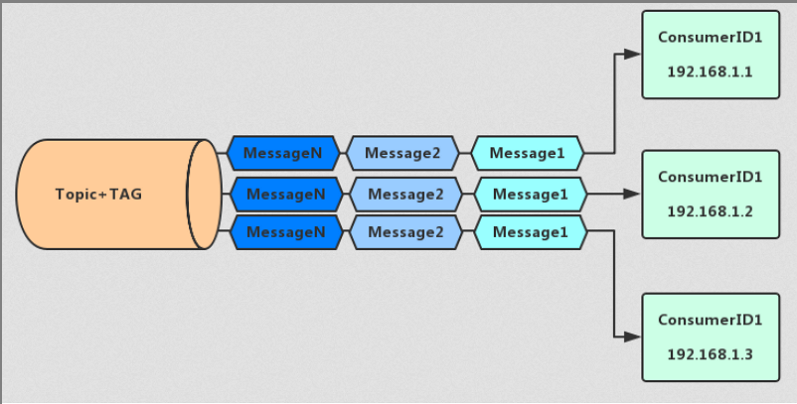 ConsumerID1
192.168.1.1
MessageN
Message2
Message1
Topic+TAG
MessageN
Message2
Message1
ConsumerID1
192.168.1.2
MessageN
Message2
Message1
ConsumerID1
192.168.1.3